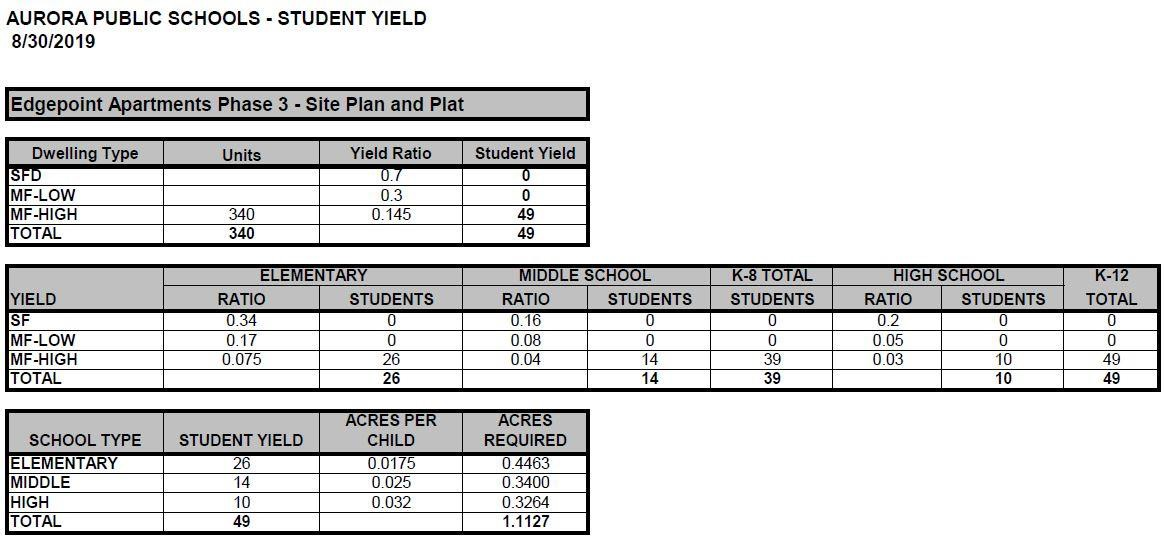 AURORA PUBLIC SCHOOLS - STUDENT YIELD
8/30/2019
Edgepoint Apartments Phase 3 - Site Plan and Plat
Dwelling Type Units Yield Ratio Student Yield
SFD 0.7 0
MF-LOW 0.3 0
MF-HIGH 340 0.145 49
TOTAL 340 49
ELEMENTARY MIDDLE SCHOOL K-8 TOTAL HIGH SCHOOL K-12
YIELD RATIO STUDENTS RATIO STUDENTS STUDENTS RATIO STUDENTS TOTAL
SF 0.34 0 0.16 0 0 0.2 0 0
MF-LOW 0.17 0 0.08 0 0 0.05 0 0
MF-HIGH 0.075 26 0.04 14 39 0.03 10 49
TOTAL 26 14 39 10 49
ACRES PER ACRES
SCHOOL TYPE STUDENT YIELD CHILD REQUIRED
ELEMENTARY 26 0.0175 0.4463
MIDDLE 14 0.025 0.3400
HIGH 10 0.032 0.3264
TOTAL 49 1.1127